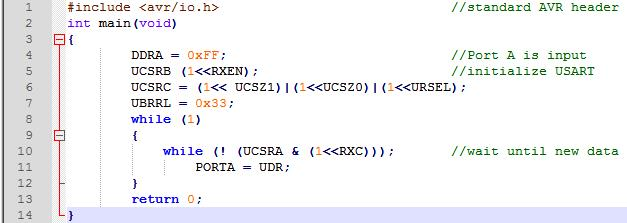 1 #include <avr/io.h> //standard AVR header
2 int main(void)
3 {
4 DDRA = 0xFF; //Port A is input
5 UCSRB (1<<RXEN); //initialize USART
6 UCSRC = (1<< UCSZ1)|(1<<UCSZ0)|(1<<URSEL);
7 UBRRL = 0x33;
8 while (1)
9 {
10 while (! (UCSRA & (1<<RXC))); //wait until new data
11 PORTA = UDR;
12 }
13 return 0;
14 }